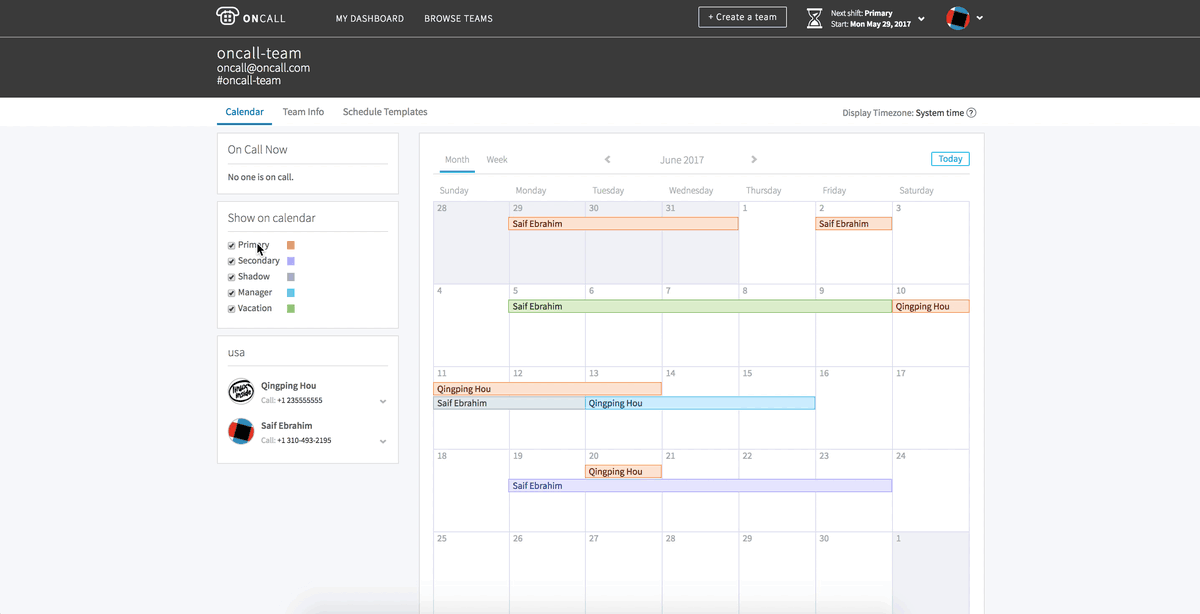 ONCALL
MY DASHBOARD
BROWSE TEAMS
+ Create a team
Next shift: Primary
Start: Mon May 29, 2017
oncall-team
oncall@oncall.com
#oncall-team
Calendar
Team Info
Schedule Templates
Display Timezone: System time ?
On Call Now
No one is on call.
Show on calendar
Primary
Secondary
Shadow
Manager
Vacation
usa
linux inside
Qingping Hou
Call: +1 235555555
Saif Ebrahim
Call: +1 310-493-2195
Month Week < June 2017 > Today
Sunday Monday Tuesday Wednesday Thursday Friday Saturday
28 29 30 31 1 2 3
Saif Ebrahim Saif Ebrahim
4 5 6 7 8 9 10
Saif Ebrahim Qingping Hou
11 12 13 14 15 16 17
Qingping Hou
Saif Ebrahim Qingping Hou
18 19 20 21 22 23 24
Qingping Hou
Saif Ebrahim
25 26 27 28 29 30 1